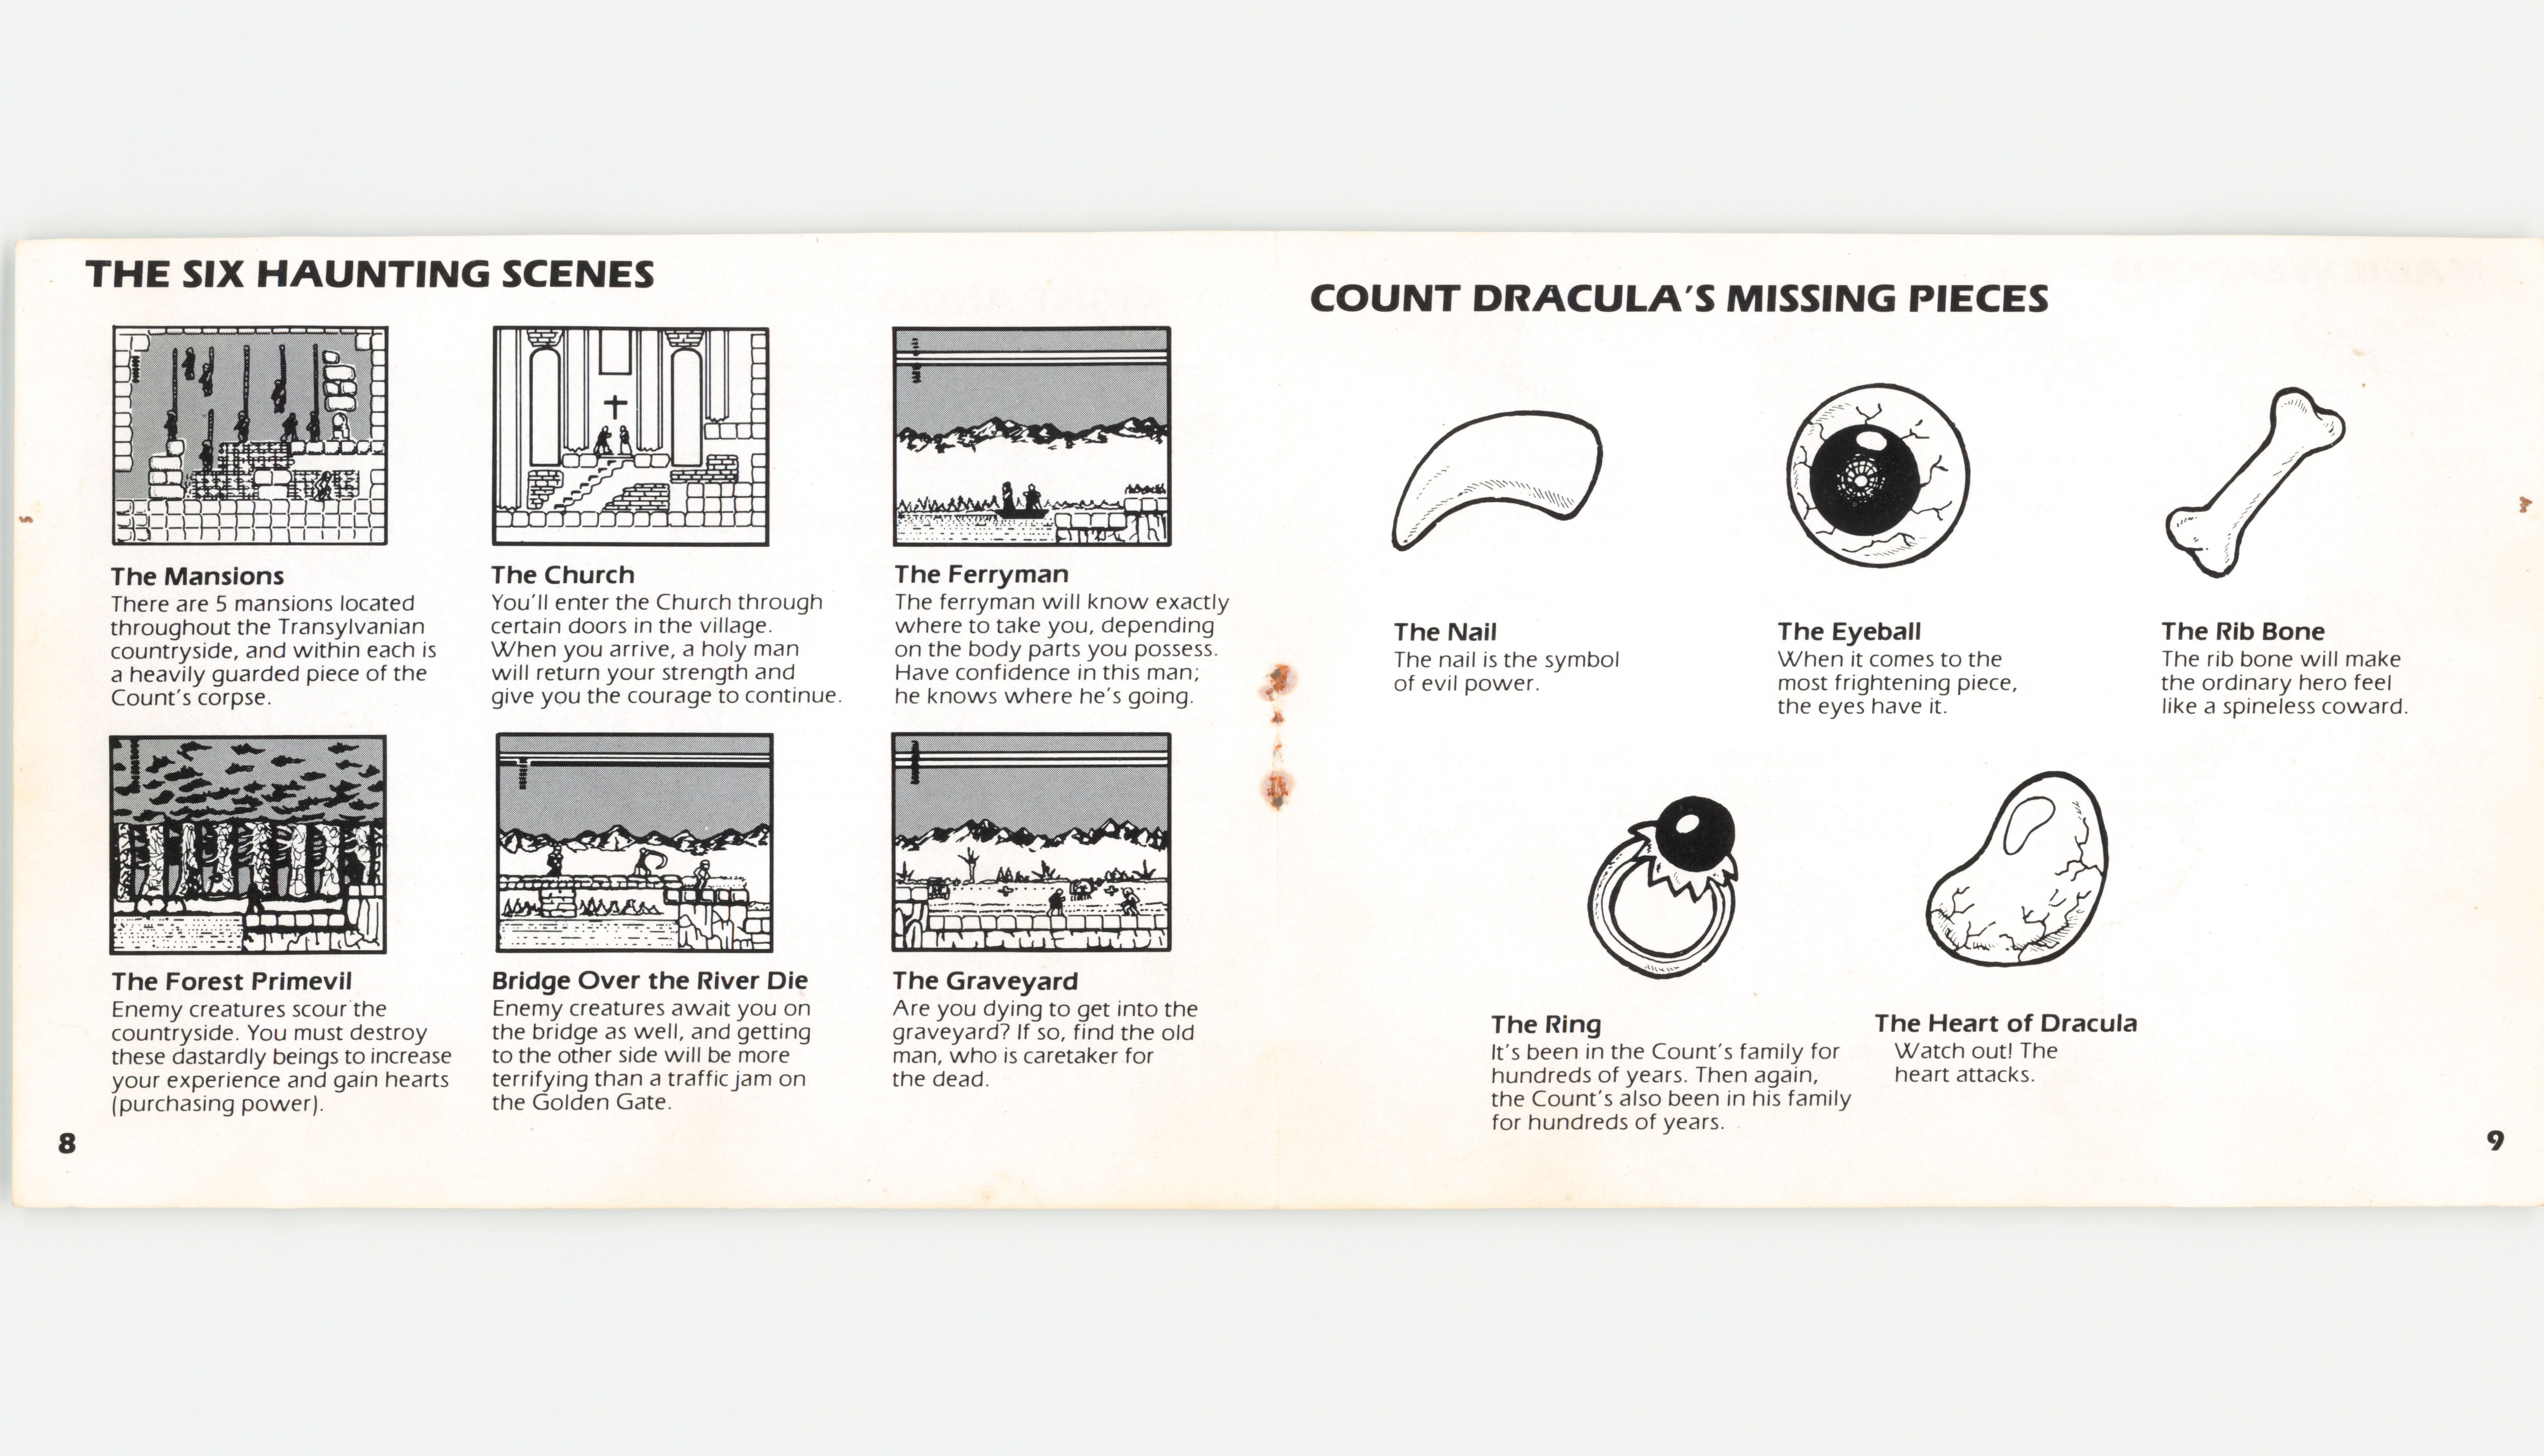 THE SIX HAUNTING SCENES
The Mansions
There are 5 mansions located
throughout the Transylvanian
countryside, and within each is
a heavily guarded piece of the
Count's corpse.
The Church
You'll enter the Church through
certain doors in the village.
When you arrive, a holy man
will return your strength and
give you the courage to continue.
The Ferryman
The ferryman will know exactly
where to take you, depending
on the body parts you possess.
Have confidence in this man;
he knows where he's going.
The Forest Primevil
Enemy creatures scour the
countryside. You must destroy
these dastardly beings to increase
your experience and gain hearts
(purchasing power).
Bridge Over the River Die
Enemy creatures await you on
the bridge as well, and getting
to the other side will be more
terrifying than a traffic jam on
the Golden Gate.
The Graveyard
Are you dying to get into the
graveyard? If so, find the old
man, who is caretaker for
the dead.
8
COUNT DRACULA'S MISSING PIECES
The Nail
The nail is the symbol
of evil power.
The Eyeball
When it comes to the
most frightening piece,
the eyes have it.
The Rib Bone
The rib bone will make
the ordinary hero feel
like a spineless coward.
The Ring
It's been in the Count's family for
hundreds of years. Then again,
the Count's also been in his family
for hundreds of years.
The Heart of Dracula
Watch out! The
heart attacks.
9